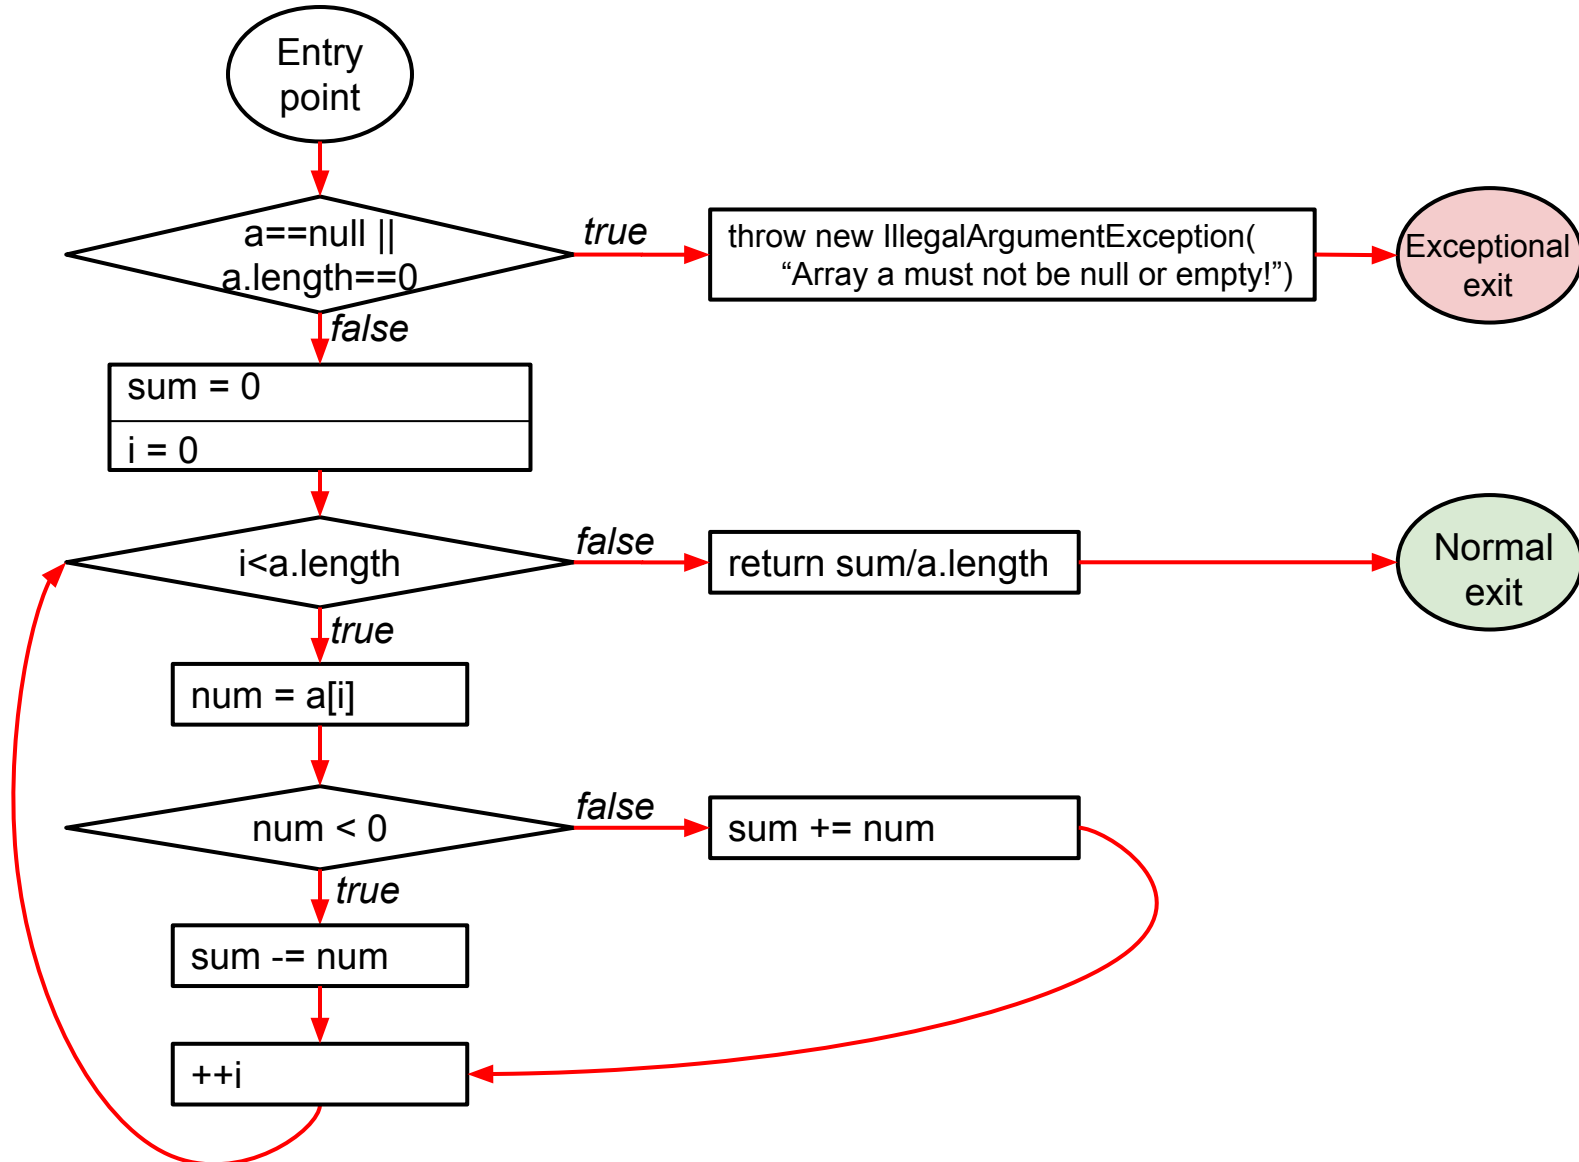 Entry
point
a==null ||
a.length==0
true
throw new IllegalArgumentException(
“Array a must not be null or empty!”)
Exceptional
exit
false
sum = 0
i = 0
i<a.length
false
return sum/a.length
Normal
exit
true
num = a[i]
num < 0
false
sum += num
true
sum -= num
++i